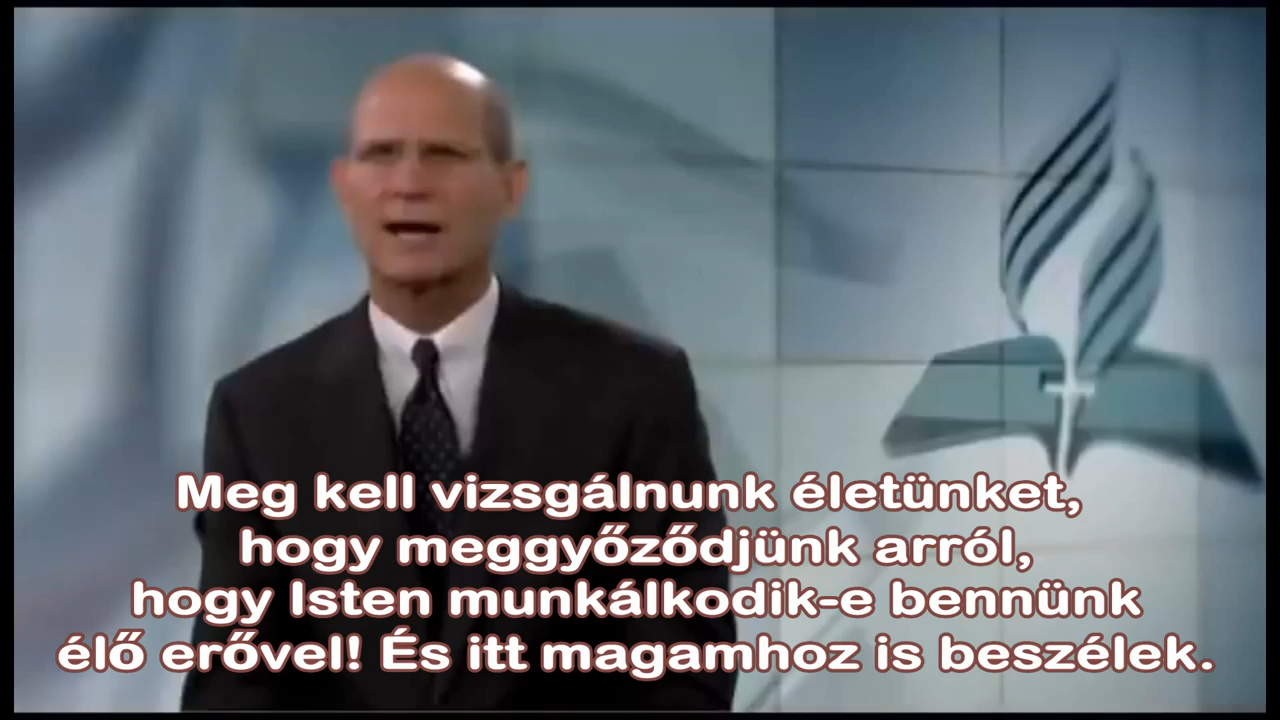 Meg kell vizsgálnunk életünket,
hogy meggyőződjünk arról,
hogy Isten munkálkodik-e bennünk
élő erővel! És itt magamhoz is beszélek.